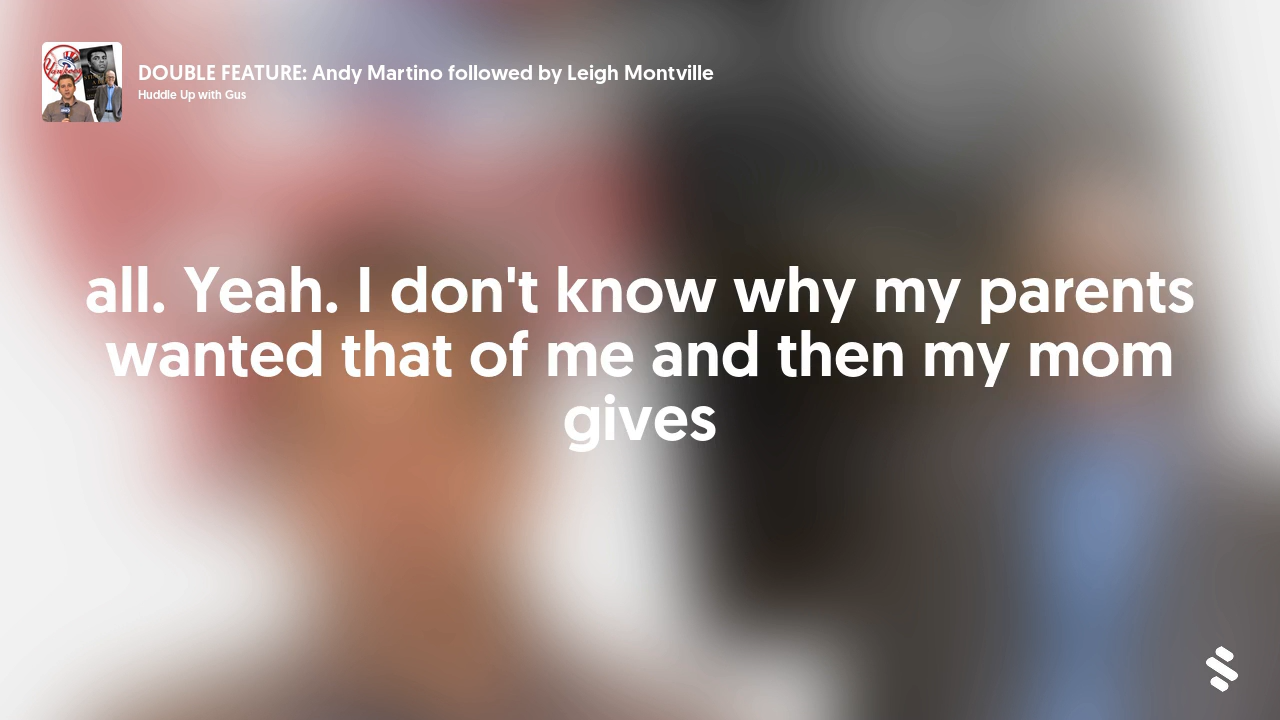 DOUBLE FEATURE: Andy Martino followed by Leigh Montville
Huddle Up with Gus
all. Yeah. I don't know why my parents
wanted that of me and then my mom
gives